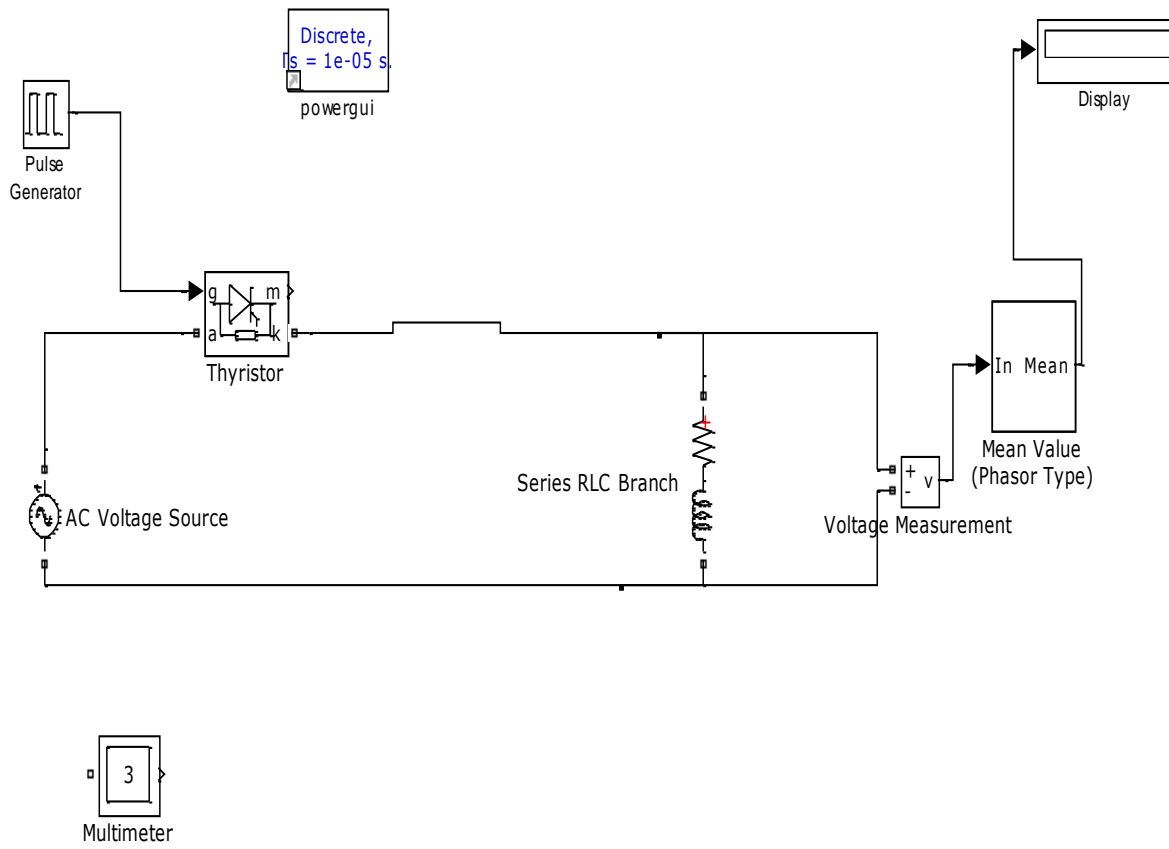 Discrete,
Ts = 1e-05 s.
powergui
Display
Pulse
Generator
g
m
a
k
Thyristor
In Mean
Mean Value
(Phasor Type)
Series RLC Branch
+
v
-
AC Voltage Source
Voltage Measurement
3
Multimeter